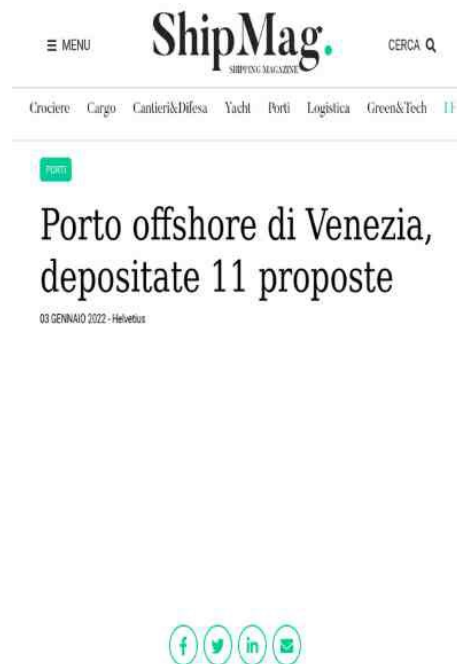 ≡ MENU
ShipMag.
SHIPPING MAGAZINE
CERCA
Crociere Cargo Cantieri&Difesa Yacht Porti Logistica Green&Tech
PORTI
Porto offshore di Venezia,
depositate 11 proposte
03 GENNAIO 2022 - Helvetius
f
in